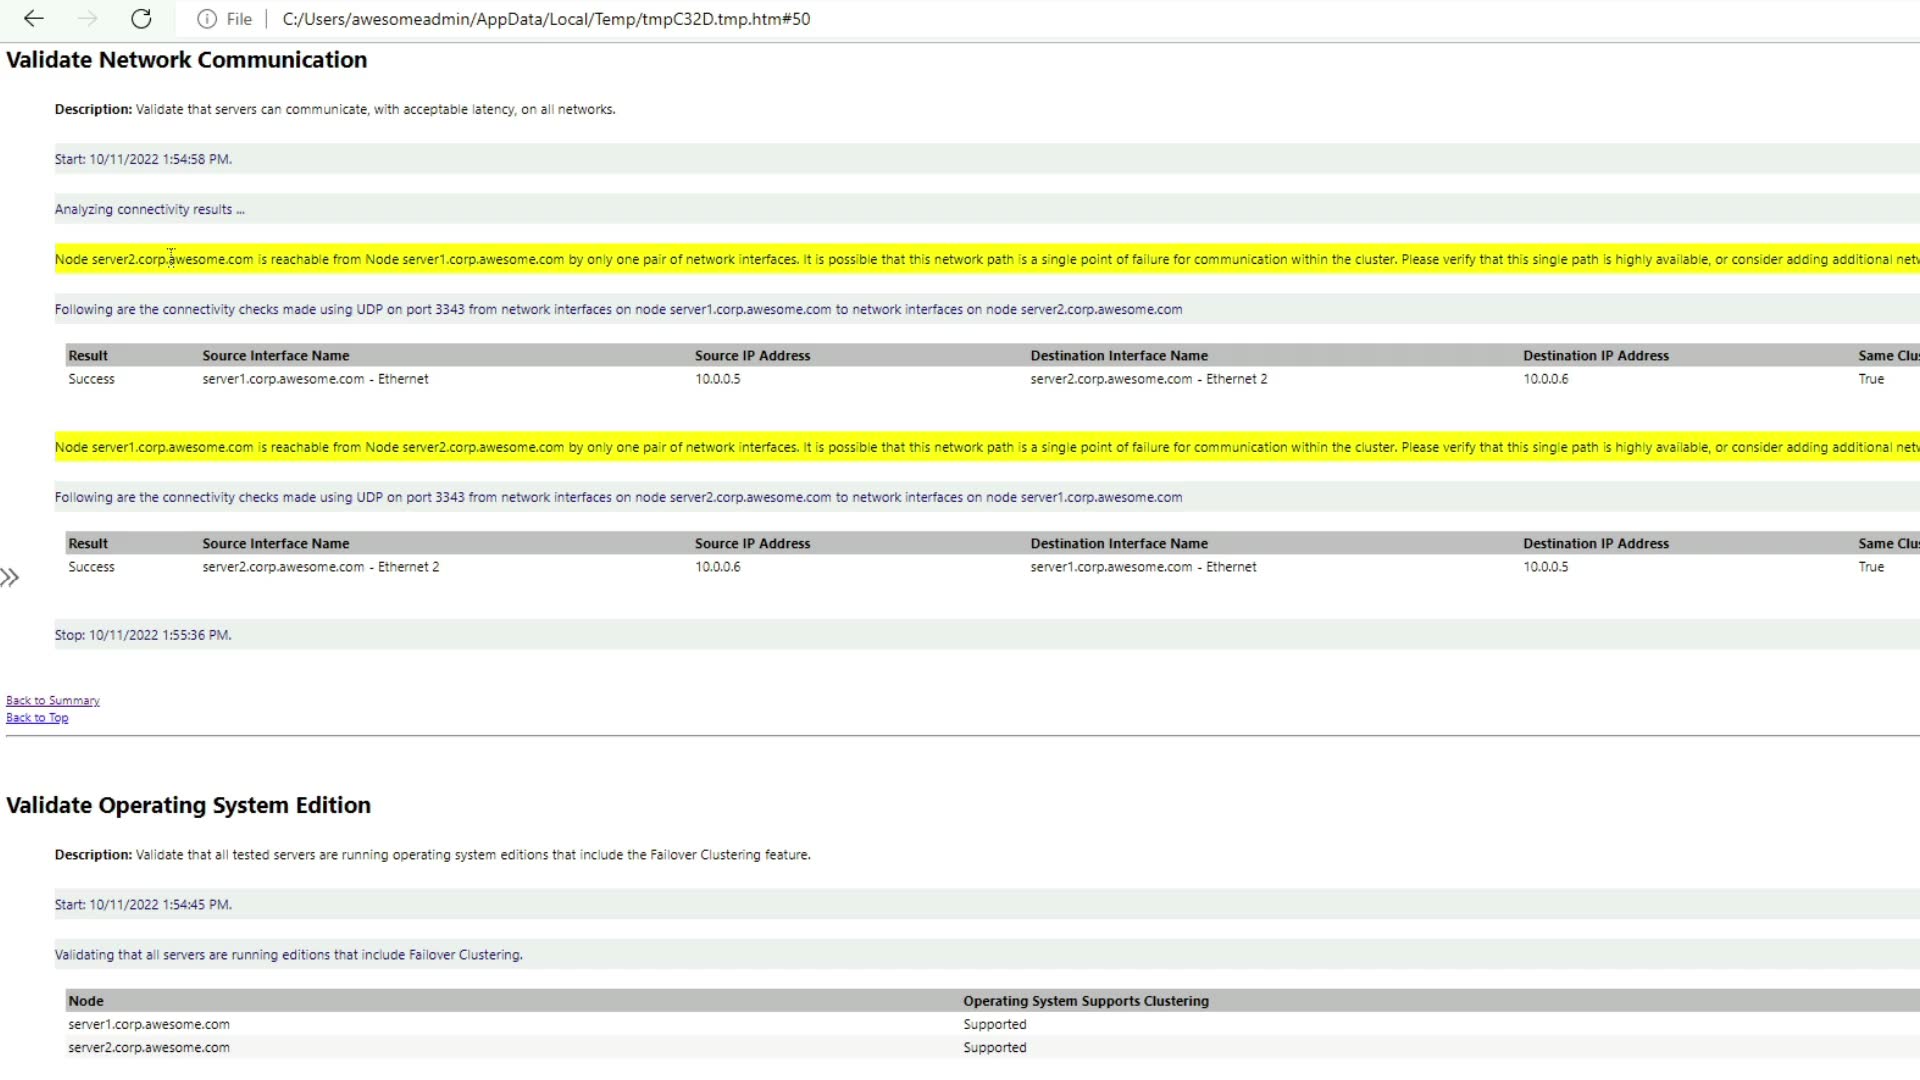 File C:/Users/awesomeadmin/AppData/Local/Temp/tmpC32D.tmp.htm#50
Validate Network Communication
Description: Validate that servers can communicate, with acceptable latency, on all networks.
Start: 10/11/2022 1:54:58 PM.
Analyzing connectivity results ...
Node server2.corp.awesome.com is reachable from Node server1.corp.awesome.com by only one pair of network interfaces. It is possible that this network path is a single point of failure for communication within the cluster. Please verify that this single path is highly available, or consider adding additional netw
Following are the connectivity checks made using UDP on port 3343 from network interfaces on node server1.corp.awesome.com to network interfaces on node server2.corp.awesome.com
Result Source Interface Name Source IP Address Destination Interface Name Destination IP Address Same Clus
Success server1.corp.awesome.com - Ethernet 10.0.0.5 server2.corp.awesome.com - Ethernet 2 10.0.0.6 True
Node server1.corp.awesome.com is reachable from Node server2.corp.awesome.com by only one pair of network interfaces. It is possible that this network path is a single point of failure for communication within the cluster. Please verify that this single path is highly available, or consider adding additional netw
Following are the connectivity checks made using UDP on port 3343 from network interfaces on node server2.corp.awesome.com to network interfaces on node server1.corp.awesome.com
Result Source Interface Name Source IP Address Destination Interface Name Destination IP Address Same Clus
Success server2.corp.awesome.com - Ethernet 2 10.0.0.6 server1.corp.awesome.com - Ethernet 10.0.0.5 True
Stop: 10/11/2022 1:55:36 PM.
Back to Summary
Back to Top
Validate Operating System Edition
Description: Validate that all tested servers are running operating system editions that include the Failover Clustering feature.
Start: 10/11/2022 1:54:45 PM.
Validating that all servers are running editions that include Failover Clustering.
Node Operating System Supports Clustering
server1.corp.awesome.com Supported
server2.corp.awesome.com Supported